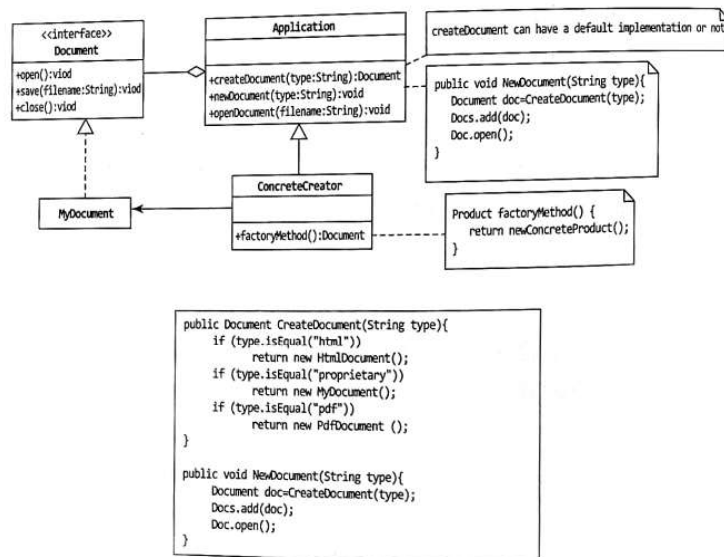 <<interface>>
Document
+open():viod
+save(filename:String):viod
+close():viod
Application
+createDocument(type:String):Document
+newDocument(type:String):void
+openDocument(filename:String):void
createDocument can have a default implementation or not
public void NewDocument(String type){
Document doc=CreateDocument(type);
Docs.add(doc);
Doc.open();
}
MyDocument
ConcreteCreator
+factoryMethod():Document
Product factoryMethod() {
return newConcreteProduct();
}
public Document CreateDocument(String type){
if (type.isEqual("html"))
return new HtmlDocument();
if (type.isEqual("proprietary"))
return new MyDocument();
if (type.isEqual("pdf"))
return new PdfDocument ();
}
public void NewDocument(String type){
Document doc=CreateDocument(type);
Docs.add(doc);
Doc.open();
}